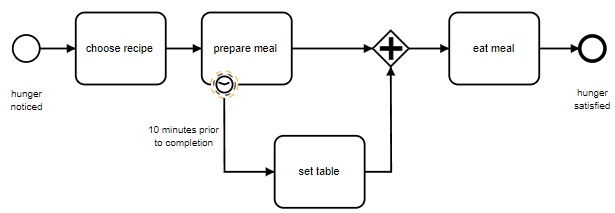 choose recipe
prepare meal
eat meal
hunger
noticed
hunger
satisfied
10 minutes prior
to completion
set table